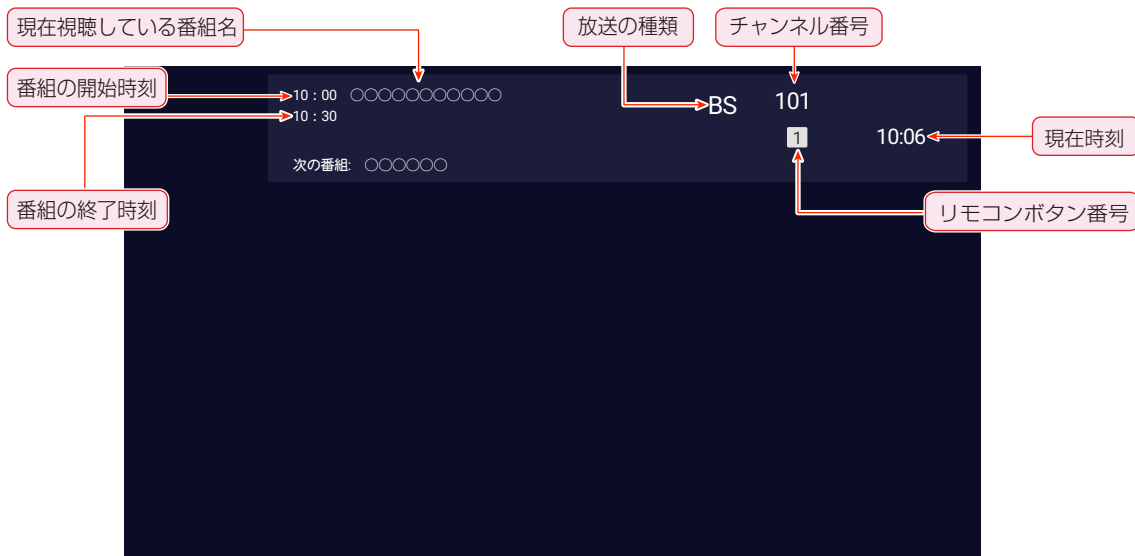 現在視聴している番組名
放送の種類
チャンネル番号
番組の開始時刻
10：00 ○○○○○○○○○○○
BS
101
10：30
1
10:06
現在時刻
次の番組: ○○○○○○
番組の終了時刻
リモコンボタン番号